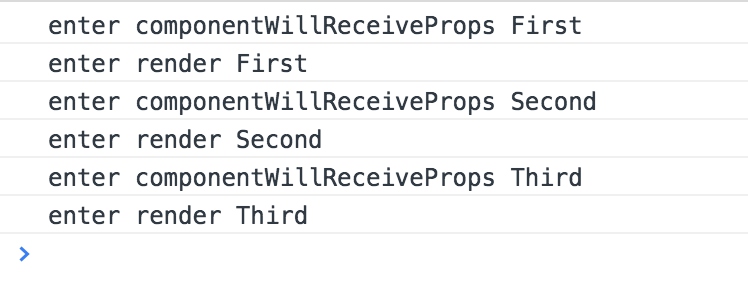 enter componentWillReceiveProps First
enter render First
enter componentWillReceiveProps Second
enter render Second
enter componentWillReceiveProps Third
enter render Third